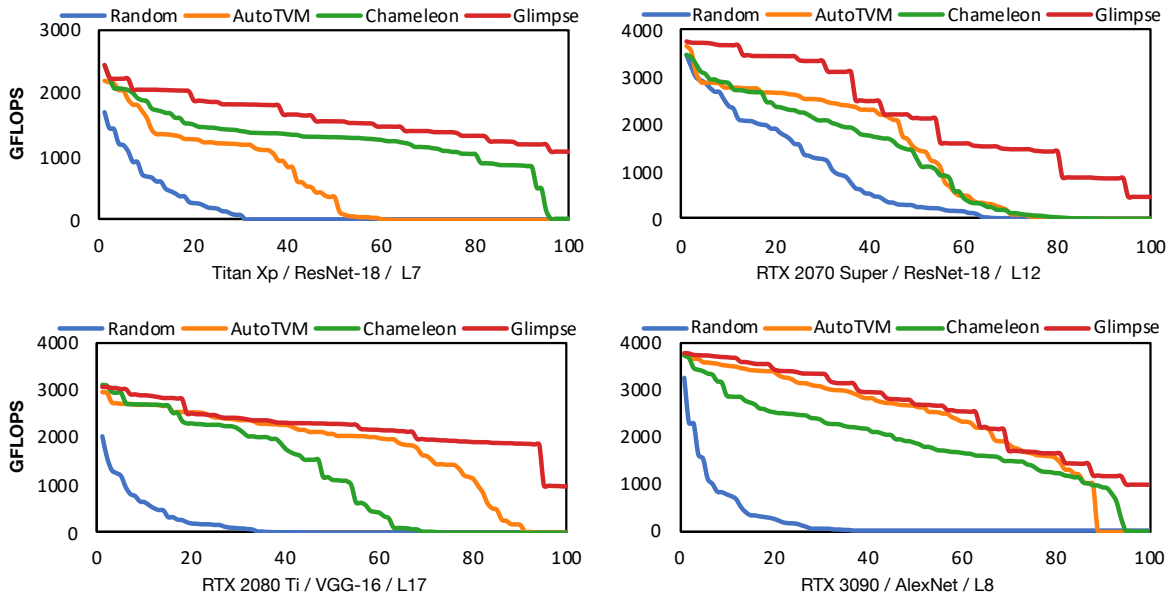 Random AutoTVM Chameleon Glimpse
3000
2000
1000
0
GFLOPS
0 20 40 60 80 100
Titan Xp / ResNet-18 / L7
Random AutoTVM Chameleon Glimpse
4000
3000
2000
1000
0
0 20 40 60 80 100
RTX 2070 Super / ResNet-18 / L12
Random AutoTVM Chameleon Glimpse
4000
3000
2000
1000
0
GFLOPS
0 20 40 60 80 100
RTX 2080 Ti / VGG-16 / L17
Random AutoTVM Chameleon Glimpse
4000
3000
2000
1000
0
0 20 40 60 80 100
RTX 3090 / AlexNet / L8